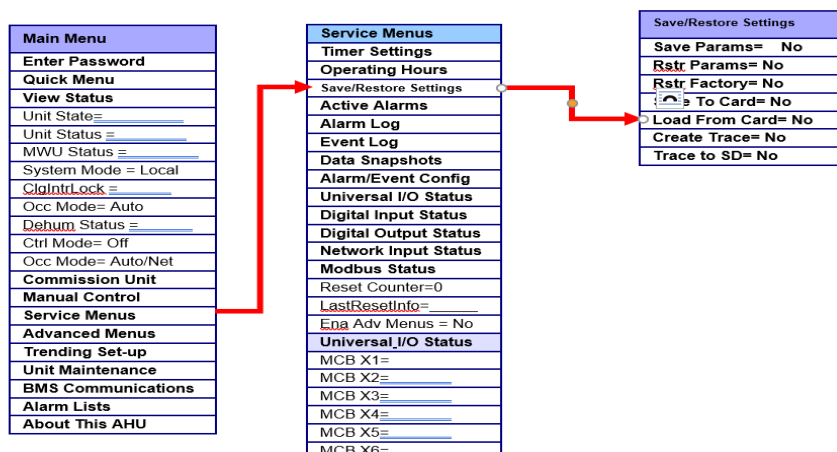 Main Menu
Enter Password
Quick Menu
View Status
Unit State=
Unit Status =
MWU Status =
System Mode = Local
ClgIntrLock =
Occ Mode= Auto
Dehum Status =
Ctrl Mode= Off
Occ Mode= Auto/Net
Commission Unit
Manual Control
Service Menus
Advanced Menus
Trending Set-up
Unit Maintenance
BMS Communications
Alarm Lists
About This AHU
Service Menus
Timer Settings
Operating Hours
Save/Restore Settings
Active Alarms
Alarm Log
Event Log
Data Snapshots
Alarm/Event Config
Universal I/O Status
Digital Input Status
Digital Output Status
Network Input Status
Modbus Status
Reset Counter=0
LastResetInfo=
Ena Adv Menus = No
Universal I/O Status
MCB X1=
MCB X2=
MCB X3=
MCB X4=
MCB X5=
MCB X6=
Save/Restore Settings
Save Params= No
Rstr Params= No
Rstr Factory= No
To Card= No
Load From Card= No
Create Trace= No
Trace to SD= No